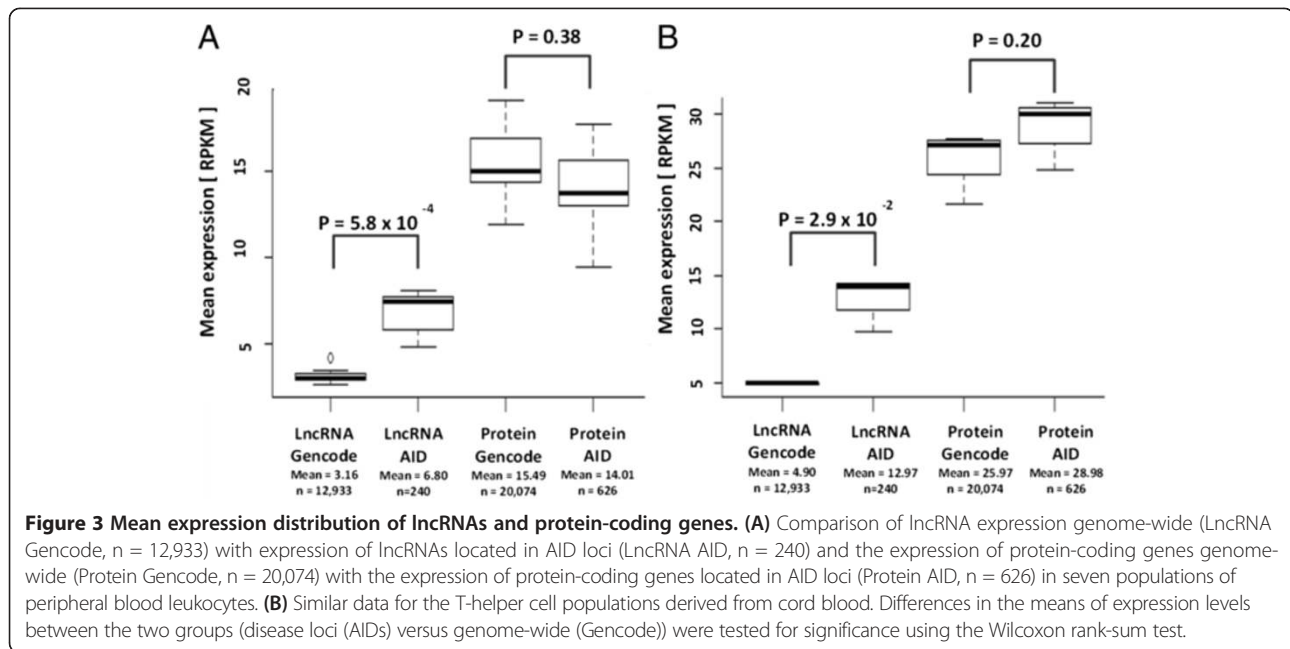 A
P = 0.38
P = 5.8 x 10 -4
Mean expression [ RPKM ]
20
15
10
5
LncRNA Gencode
Mean = 3.16
n = 12,933
LncRNA AID
Mean = 6.80
n=240
Protein Gencode
Mean = 15.49
n = 20,074
Protein AID
Mean = 14.01
n = 626
B
P = 0.20
P = 2.9 x 10 -2
Mean expression [ RPKM ]
30
25
20
15
10
5
LncRNA Gencode
Mean = 4.90
n = 12,933
LncRNA AID
Mean = 12.97
n=240
Protein Gencode
Mean = 25.97
n = 20,074
Protein AID
Mean = 28.98
n = 626
Figure 3 Mean expression distribution of lncRNAs and protein-coding genes. (A) Comparison of lncRNA expression genome-wide (LncRNA
Gencode, n = 12,933) with expression of lncRNAs located in AID loci (LncRNA AID, n = 240) and the expression of protein-coding genes genome-
wide (Protein Gencode, n = 20,074) with the expression of protein-coding genes located in AID loci (Protein AID, n = 626) in seven populations of
peripheral blood leukocytes. (B) Similar data for the T-helper cell populations derived from cord blood. Differences in the means of expression levels
between the two groups (disease loci (AIDs) versus genome-wide (Gencode)) were tested for significance using the Wilcoxon rank-sum test.